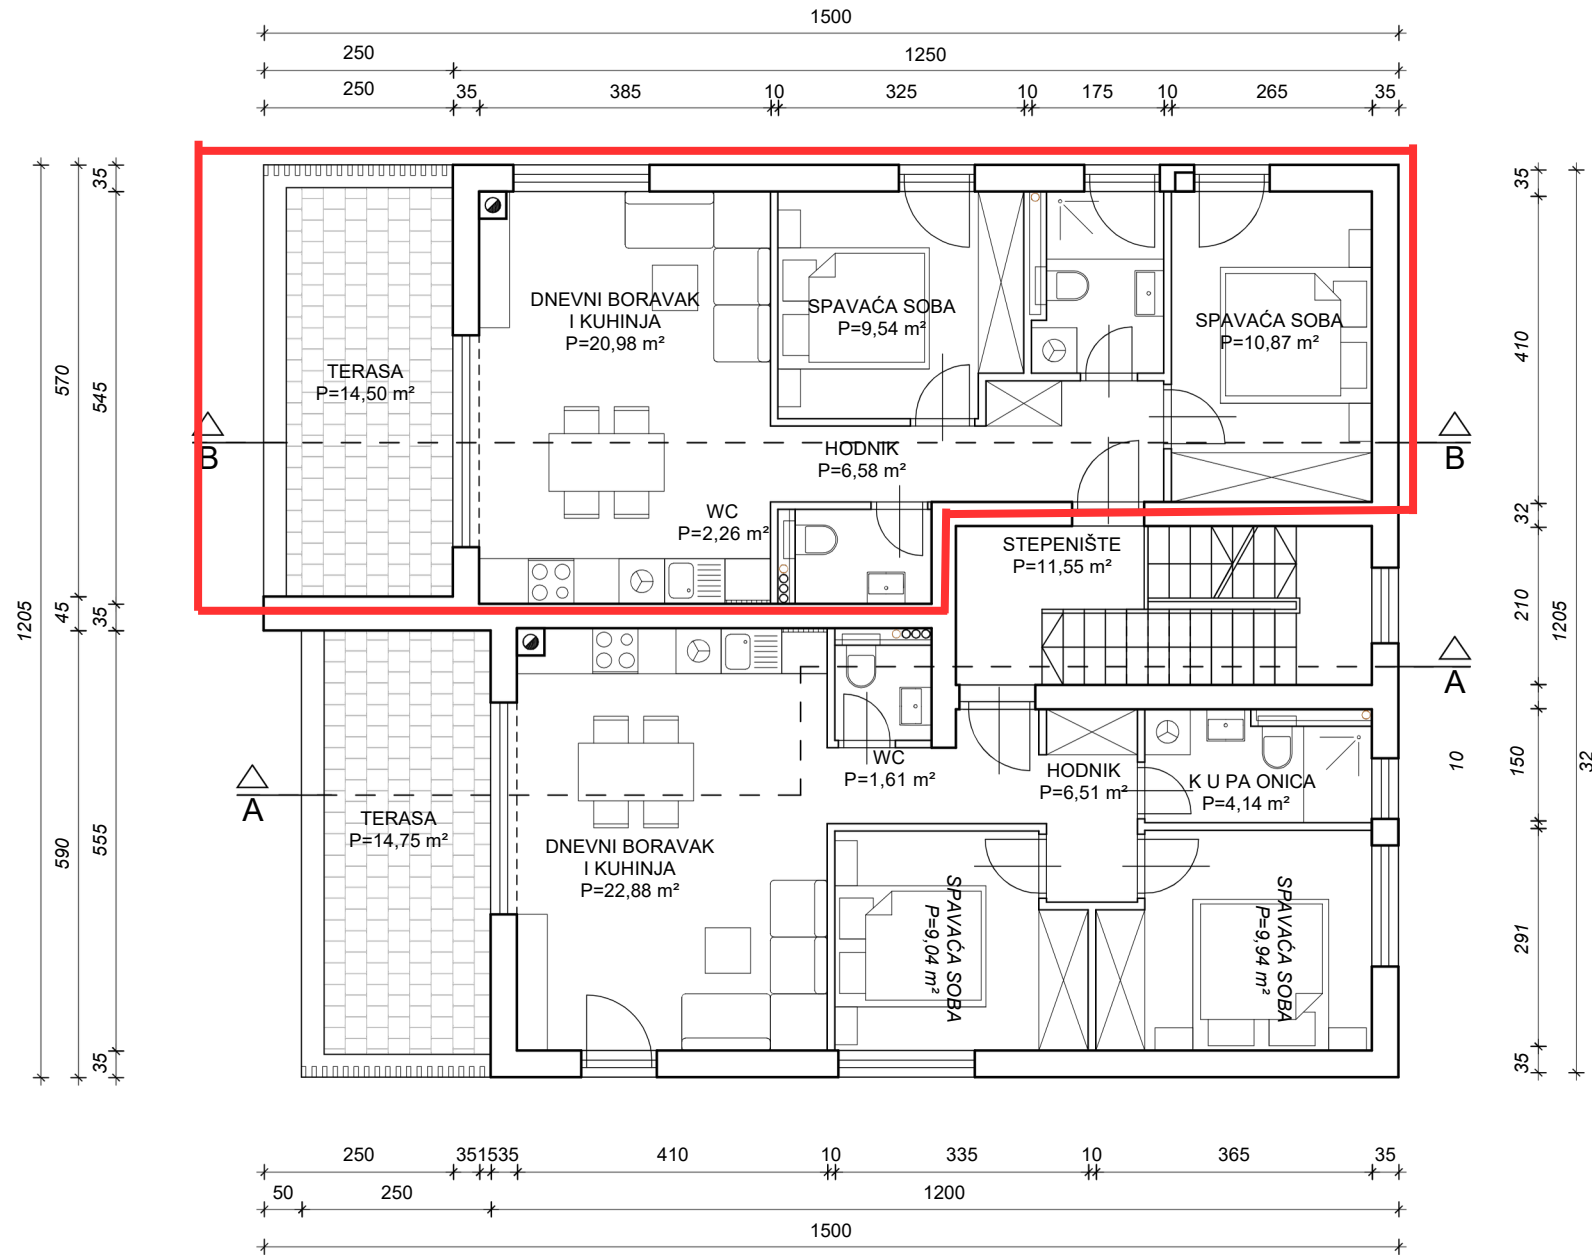 1500
250
1250
250
35
385
10
325
10
175
10
265
35
DNEVNI BORAVAK
I KUHINJA
P=20,98 m²
SPAVAĆA SOBA
P=9,54 m²
SPAVAĆA SOBA
P=10,87 m²
TERASA
P=14,50 m²
B
HODNIK
P=6,58 m²
B
WC
P=2,26 m²
STEPENIŠTE
P=11,55 m²
A
WC
P=1,61 m²
HODNIK
P=6,51 m²
K U PA ONICA
P=4,14 m²
A
TERASA
P=14,75 m²
DNEVNI BORAVAK
I KUHINJA
P=22,88 m²
SPAVAĆA SOBA
P=9,04 m²
SPAVAĆA SOBA
P=9,94 m²
1205
570
45
590
35
545
35
555
35
35
410
32
210
150
291
35
10
1205
32
250
35
15
35
410
10
335
10
365
35
50
250
1200
1500